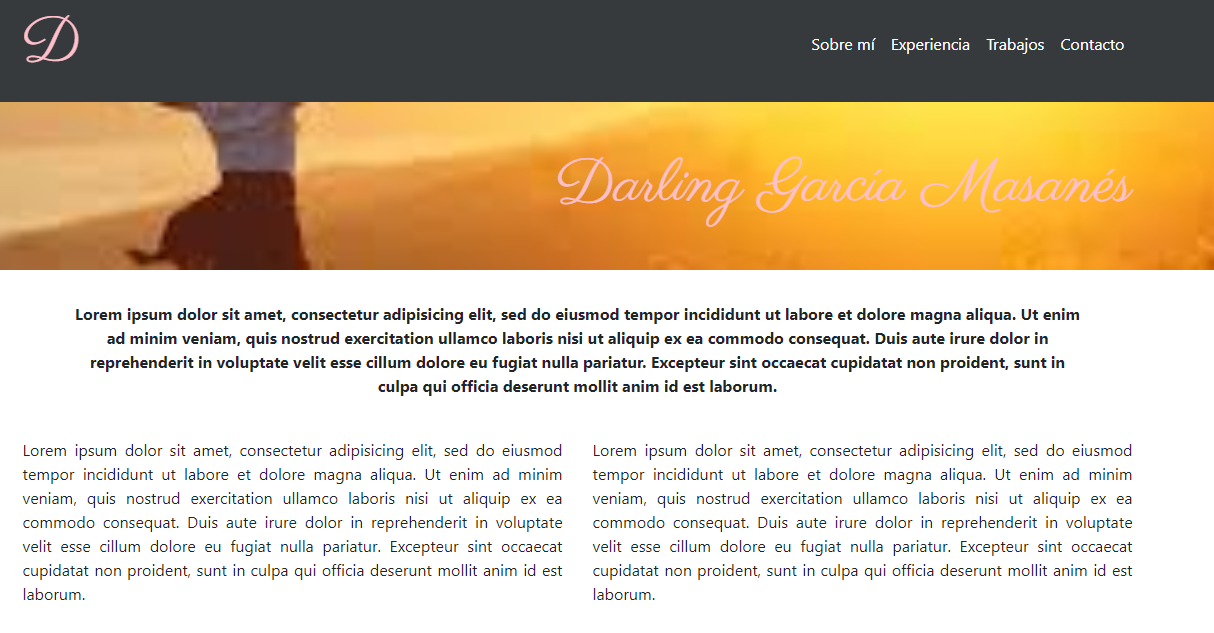 D
Sobre mí Experiencia Trabajos Contacto
Darling García Masanés
Lorem ipsum dolor sit amet, consectetur adipisicing elit, sed do eiusmod tempor incididunt ut labore et dolore magna aliqua. Ut enim
ad minim veniam, quis nostrud exercitation ullamco laboris nisi ut aliquip ex ea commodo consequat. Duis aute irure dolor in
reprehenderit in voluptate velit esse cillum dolore eu fugiat nulla pariatur. Excepteur sint occaecat cupidatat non proident, sunt in
culpa qui officia deserunt mollit anim id est laborum.
Lorem ipsum dolor sit amet, consectetur adipisicing elit, sed do eiusmod
tempor incididunt ut labore et dolore magna aliqua. Ut enim ad minim
veniam, quis nostrud exercitation ullamco laboris nisi ut aliquip ex ea
commodo consequat. Duis aute irure dolor in reprehenderit in voluptate
velit esse cillum dolore eu fugiat nulla pariatur. Excepteur sint occaecat
cupidatat non proident, sunt in culpa qui officia deserunt mollit anim id est
laborum.
Lorem ipsum dolor sit amet, consectetur adipisicing elit, sed do eiusmod
tempor incididunt ut labore et dolore magna aliqua. Ut enim ad minim
veniam, quis nostrud exercitation ullamco laboris nisi ut aliquip ex ea
commodo consequat. Duis aute irure dolor in reprehenderit in voluptate
velit esse cillum dolore eu fugiat nulla pariatur. Excepteur sint occaecat
cupidatat non proident, sunt in culpa qui officia deserunt mollit anim id est
laborum.